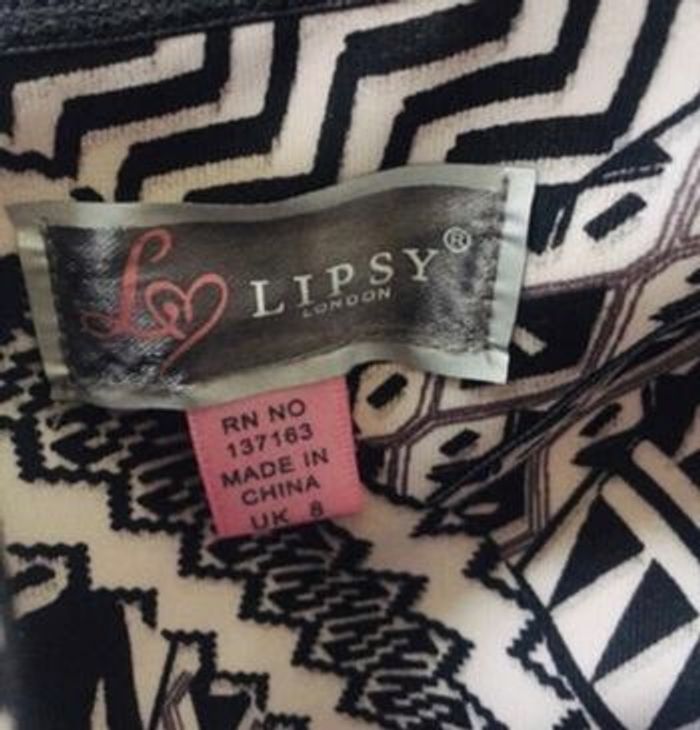 LIPSY®
LONDON
RN NO
137163
MADE IN
CHINA
UK 8